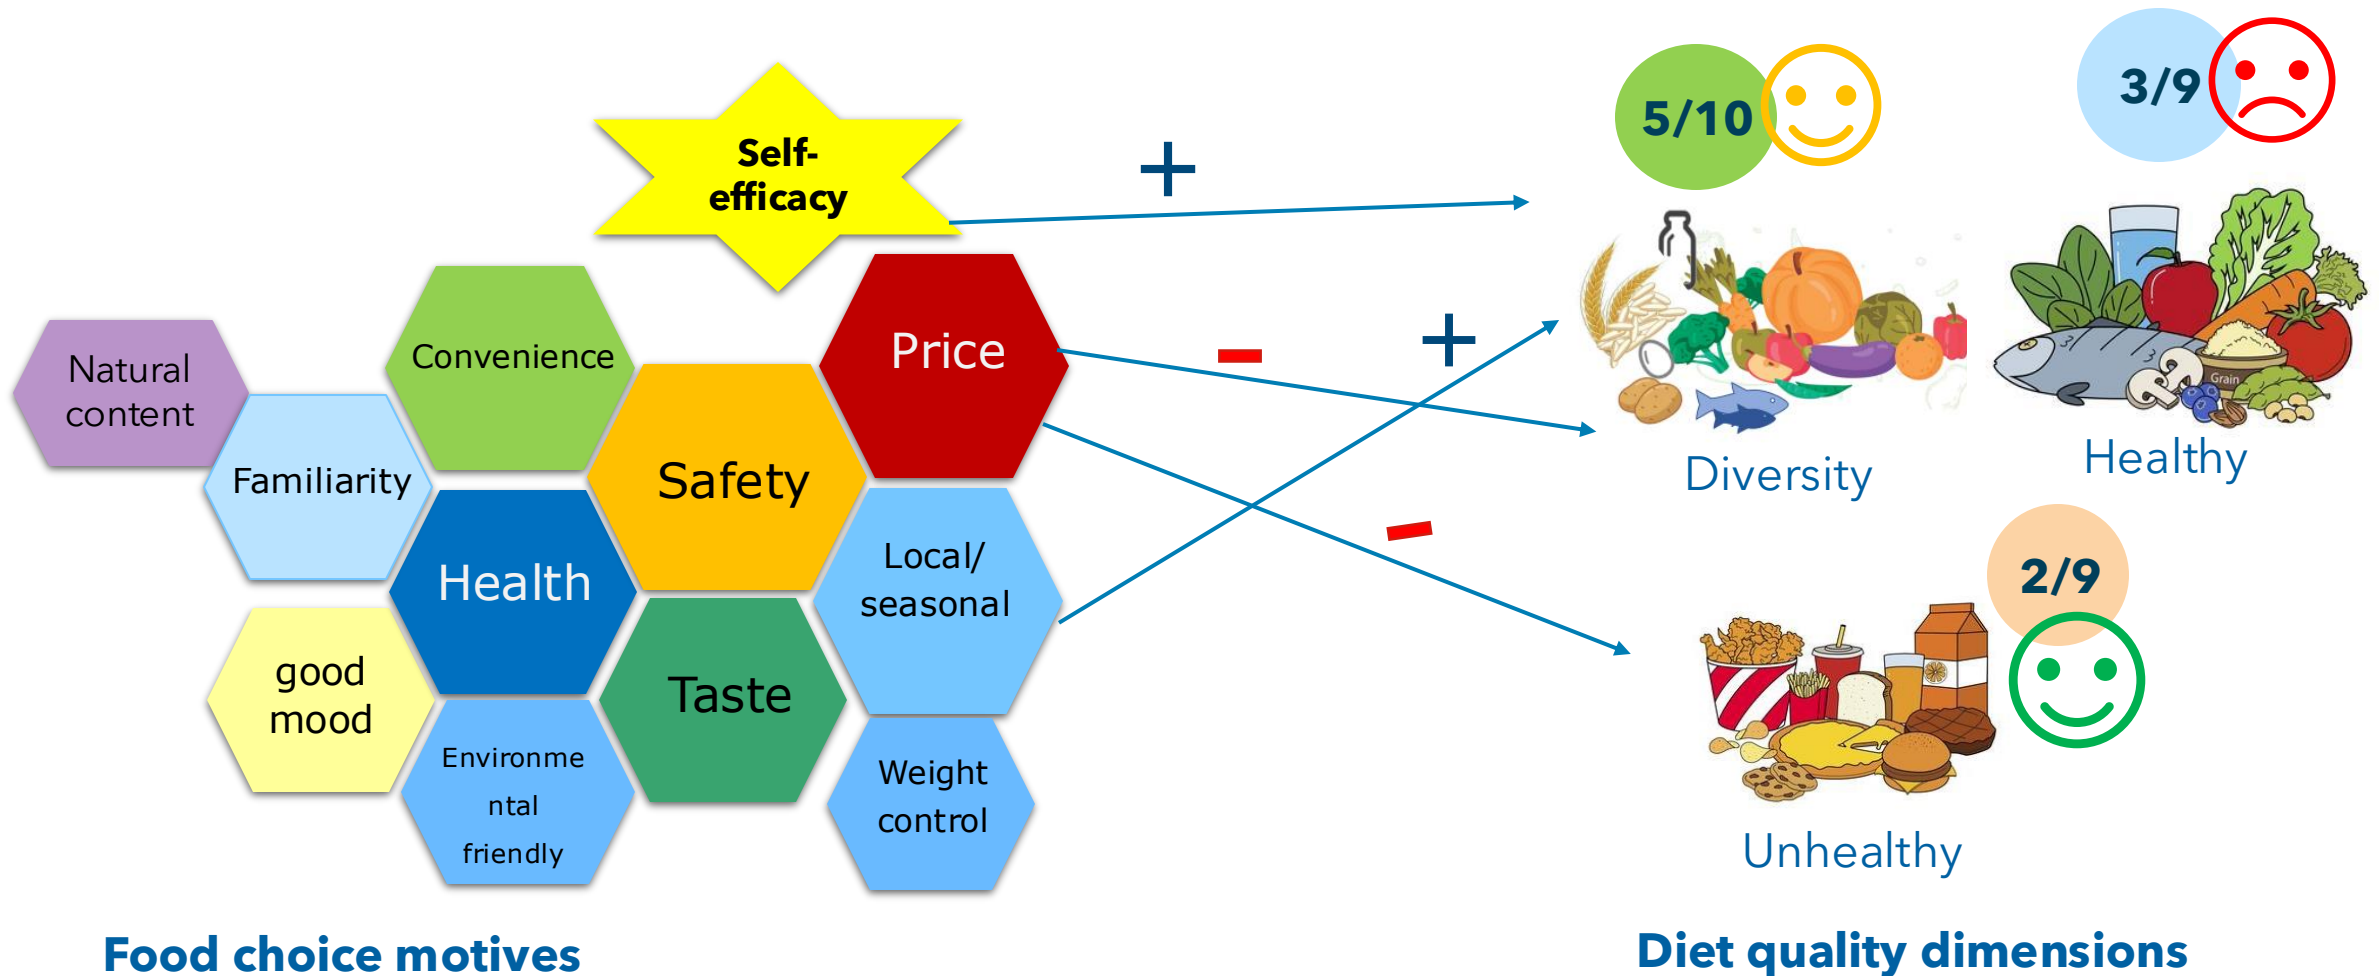 Self-
efficacy
+
5/10
3/9
Natural
content
Convenience
Price
-
+
Familiarity
Safety
Grain
Diversity
Healthy
Health
Local/
seasonal
-
2/9
good
mood
Taste
Environme
ntal
friendly
Weight
control
Unhealthy
Food choice motives
Diet quality dimensions